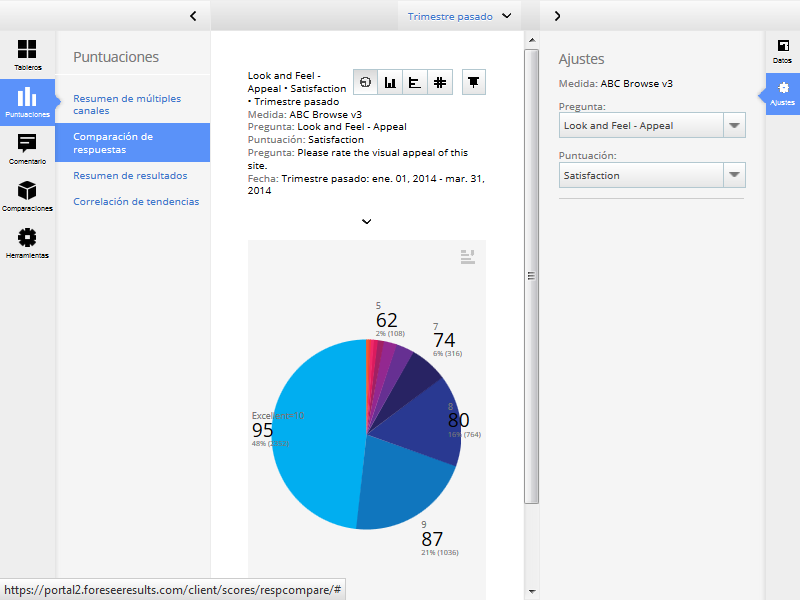 Trimestre pasado
Tableros
Puntuaciones
Comentario
Comparaciones
Herramientas
Puntuaciones
Resumen de múltiples
canales
Comparación de
respuestas
Resumen de resultados
Correlación de tendencias
Look and Feel -
Appeal • Satisfaction
• Trimestre pasado
Medida: ABC Browse v3
Pregunta: Look and Feel - Appeal
Puntuación: Satisfaction
Pregunta: Please rate the visual appeal of this
site.
Fecha: Trimestre pasado: ene. 01, 2014 - mar. 31,
2014
5
62
2% (108)
7
74
6% (316)
8
80
16% (764)
Excellent=10
95
48%
9
87
21% (1036)
Ajustes
Medida: ABC Browse v3
Pregunta:
Look and Feel - Appeal
Puntuación:
Satisfaction
Datos
Ajustes
https://portal2.foreseeresults.com/client/scores/respcompare/#